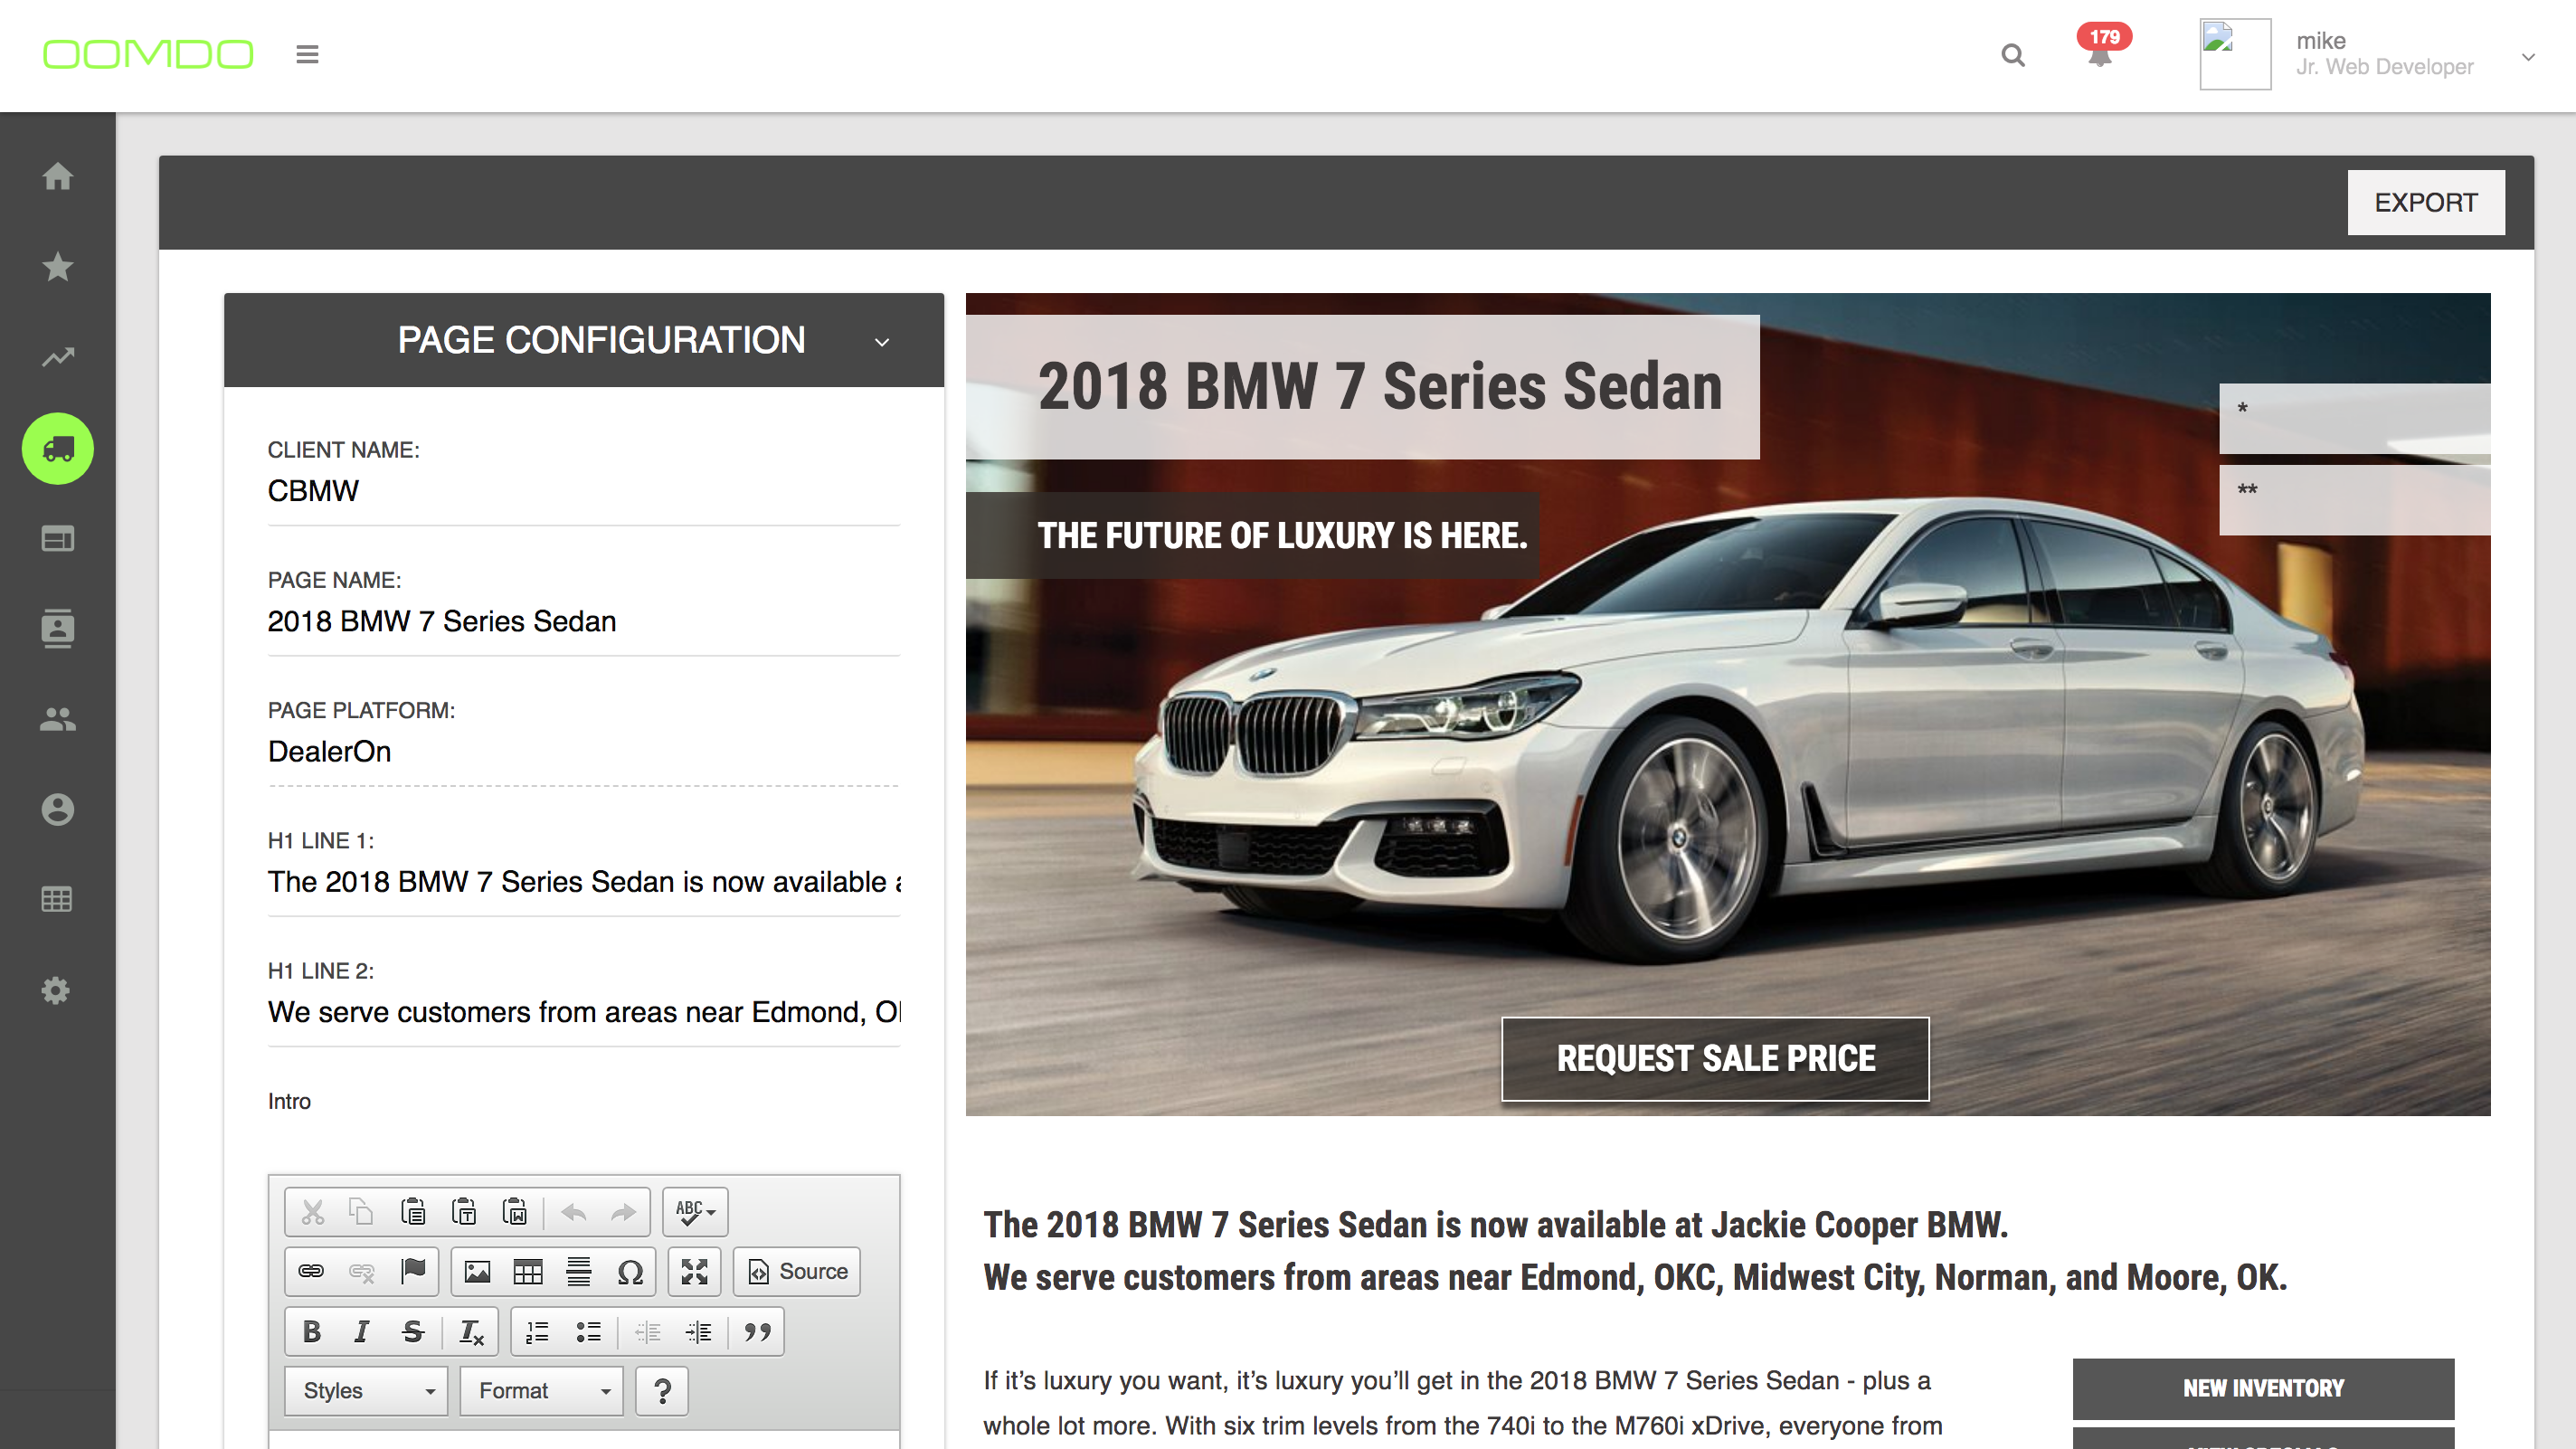 OOMDO
179
mike
Jr. Web Developer
EXPORT
PAGE CONFIGURATION
CLIENT NAME:
CBMW
PAGE NAME:
2018 BMW 7 Series Sedan
PAGE PLATFORM:
DealerOn
H1 LINE 1:
The 2018 BMW 7 Series Sedan is now available
H1 LINE 2:
We serve customers from areas near Edmond,
Intro
ABC
Source
B I S Tx
Styles
Format
?
2018 BMW 7 Series Sedan
*
**
THE FUTURE OF LUXURY IS HERE.
REQUEST SALE PRICE
The 2018 BMW 7 Series Sedan is now available at Jackie Cooper BMW.
We serve customers from areas near Edmond, OKC, Midwest City, Norman, and Moore, OK.
If it’s luxury you want, it’s luxury you’ll get in the 2018 BMW 7 Series Sedan - plus a
whole lot more. With six trim levels from the 740i to the M760i xDrive, everyone from
NEW INVENTORY